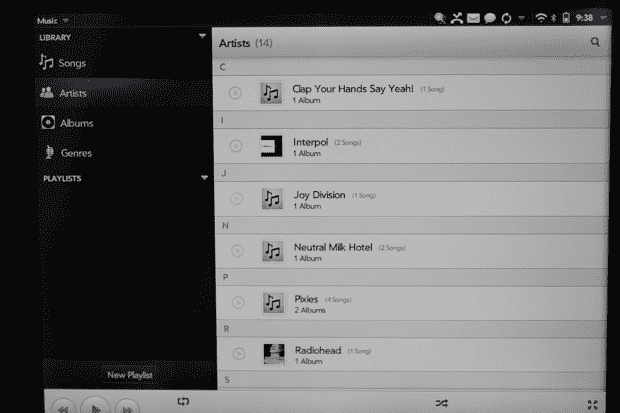 Music
9:38
LIBRARY
Songs
Artists
Albums
Genres
PLAYLISTS
New Playlist
Artists (14)
C
Clap Your Hands Say Yeah! (1 Song)
1 Album
I
Interpol (2 Songs)
1 Album
J
Joy Division (1 Song)
1 Album
N
Neutral Milk Hotel (2 Songs)
1 Album
P
Pixies (4 Songs)
2 Albums
R
Radiohead (1 Song)
1 Album
S